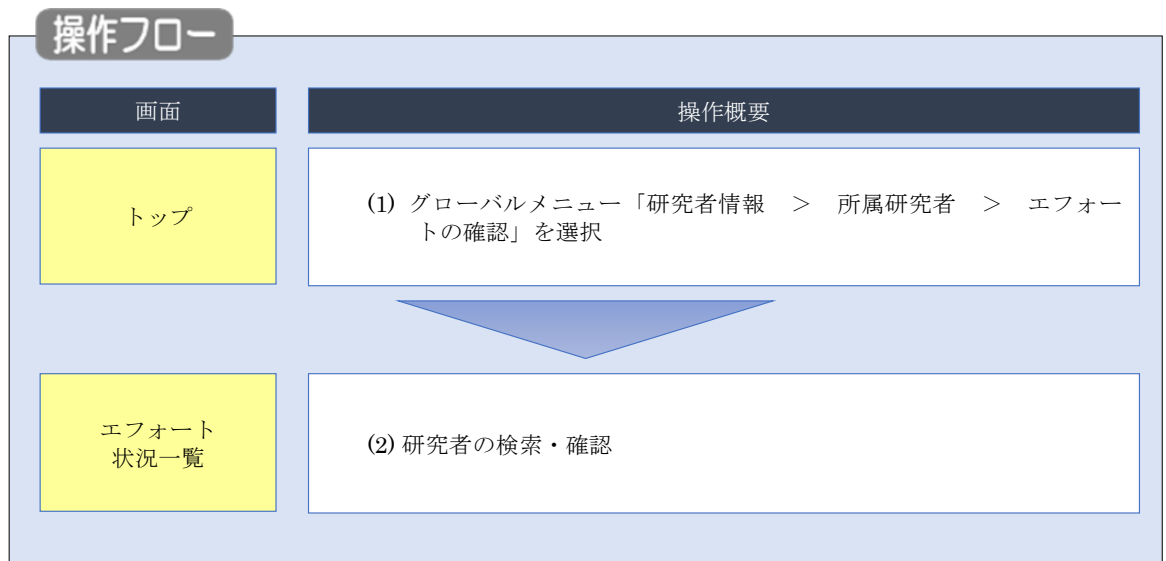 操作フロー
画面
操作概要
トップ
(1) グローバルメニュー「研究者情報　＞　所属研究者　＞　エフォー
トの確認」を選択
エフォート
状況一覧
(2) 研究者の検索・確認